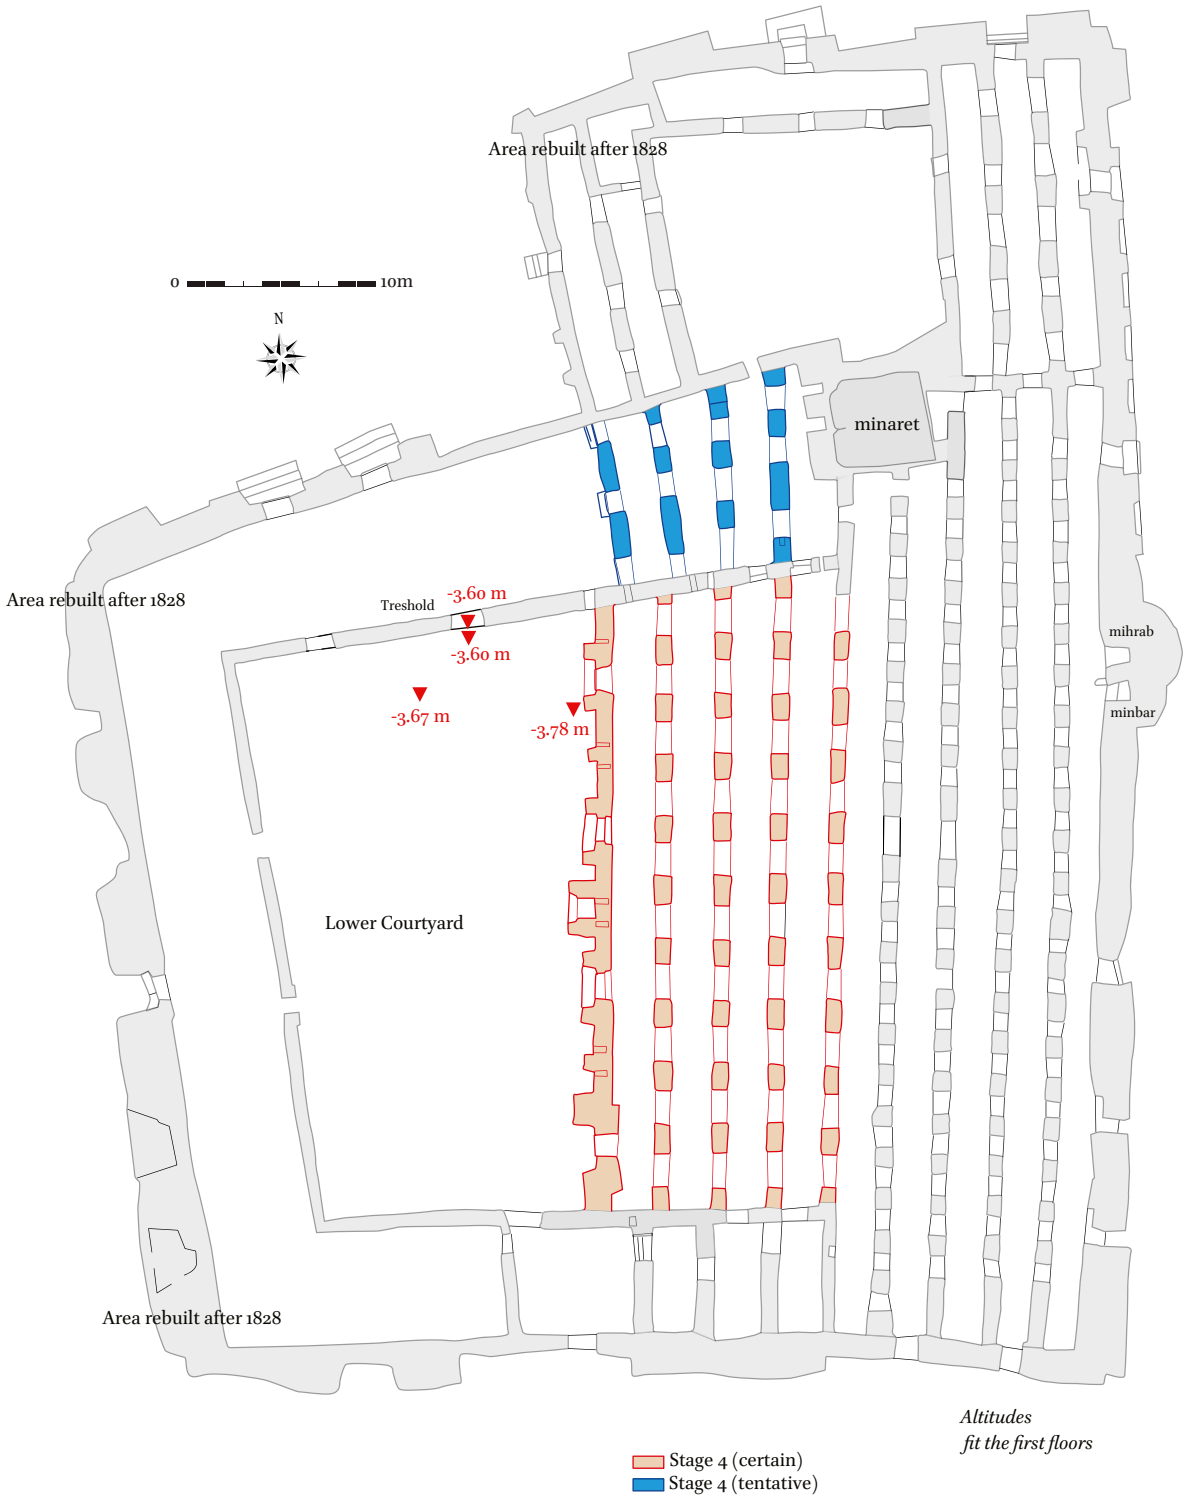 Area rebuilt after 1828
0 10m
N
minaret
Area rebuilt after 1828
Treshold
-3.60 m
-3.60 m
-3.67 m
-3.78 m
mihrab
minbar
Lower Courtyard
Area rebuilt after 1828
Altitudes
fit the first floors
Stage 4 (certain)
Stage 4 (tentative)